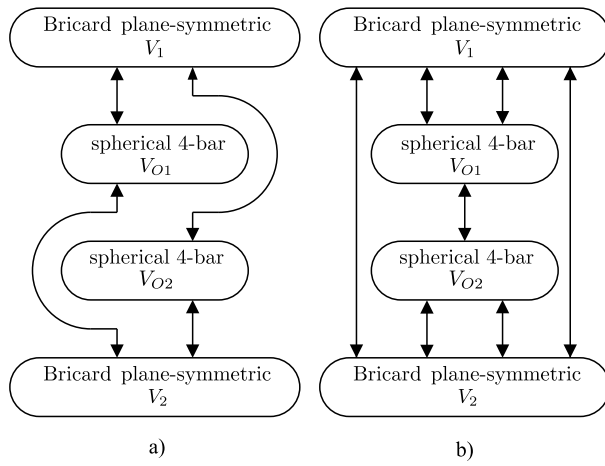 Bricard plane-symmetric
V1
spherical 4-bar
VO1
spherical 4-bar
VO2
Bricard plane-symmetric
V2
a)
Bricard plane-symmetric
V1
spherical 4-bar
VO1
spherical 4-bar
VO2
Bricard plane-symmetric
V2
b)